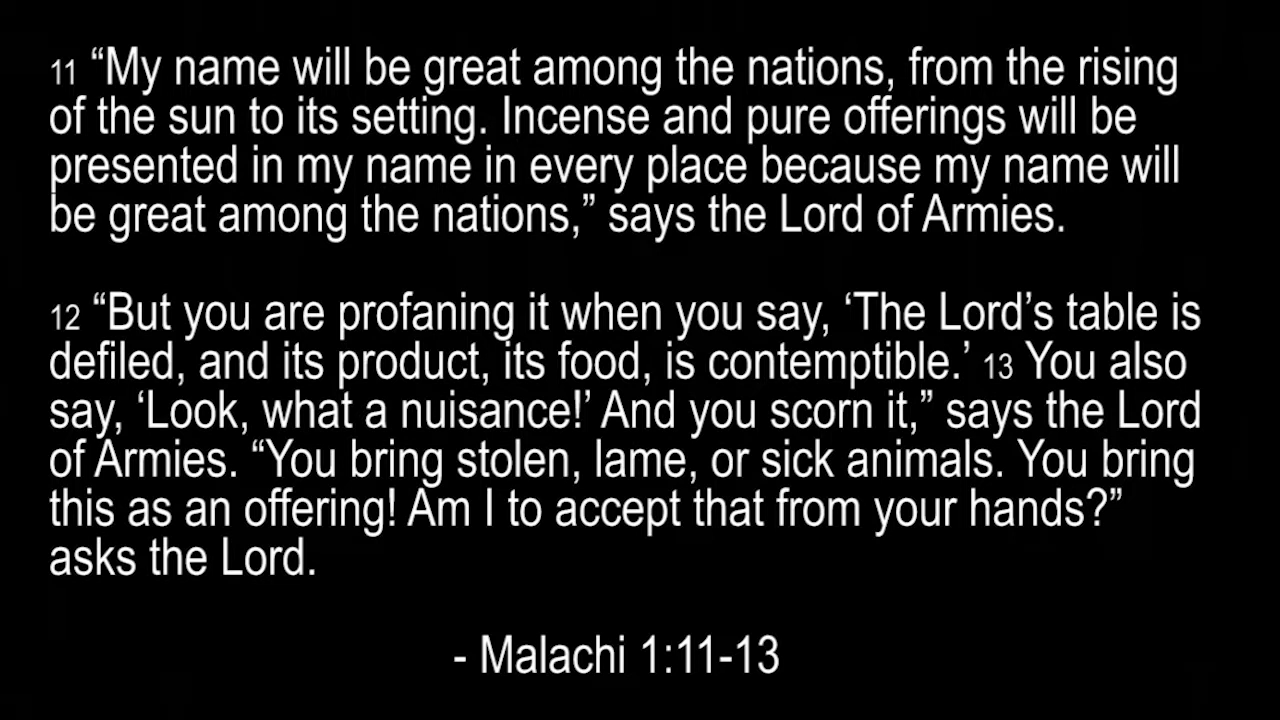 11 “My name will be great among the nations, from the rising
of the sun to its setting. Incense and pure offerings will be
presented in my name in every place because my name will
be great among the nations,” says the Lord of Armies.
12 “But you are profaning it when you say, ‘The Lord’s table is
defiled, and its product, its food, is contemptible.’ 13 You also
say, ‘Look, what a nuisance!’ And you scorn it,” says the Lord
of Armies. “You bring stolen, lame, or sick animals. You bring
this as an offering! Am I to accept that from your hands?”
asks the Lord.
- Malachi 1:11-13